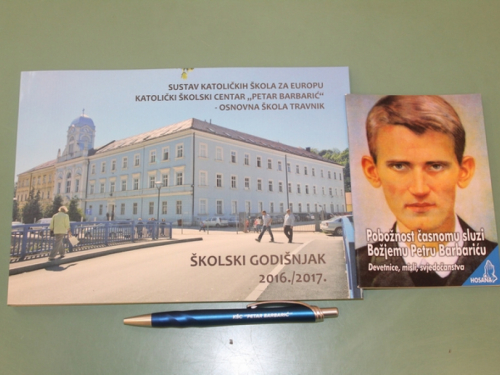 SUSTAV KATOLIČKIH ŠKOLA ZA EUROPU
KATOLIČKI ŠKOLSKI CENTAR „PETAR BARBARIĆ“
- OSNOVNA ŠKOLA TRAVNIK
ŠKOLSKI GODIŠNJAK
2016./2017.
Pobožnost časnomu sluzi
Božjemu Petru Barbariću
Devetnice, misli, svjedočanstva
HOSANA
KŠC "PETAR BARBARIĆ"